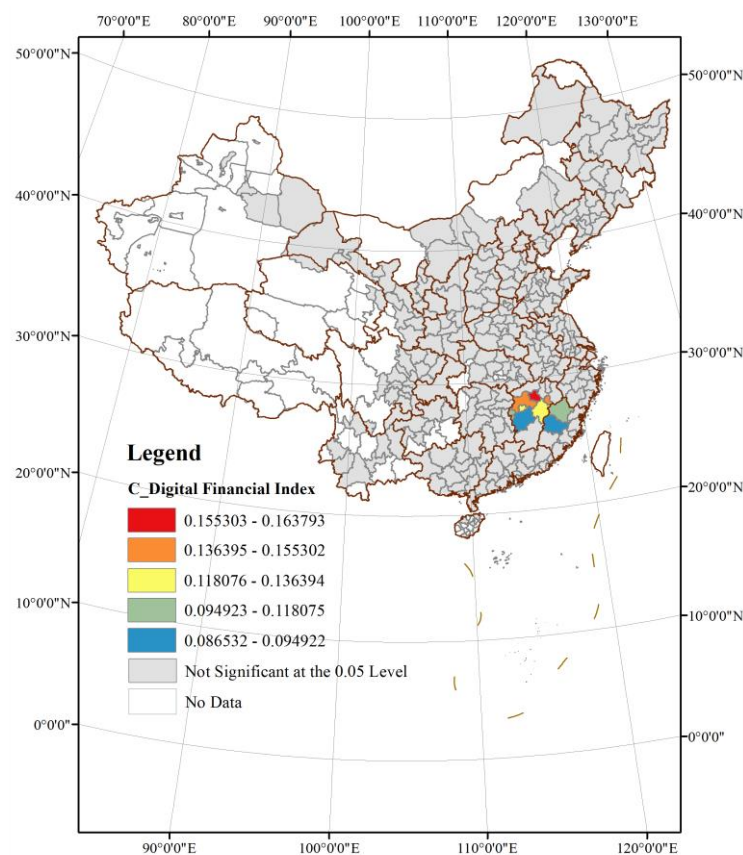 70°0'0"E 80°0'0"E 90°0'0"E 100°0'0"E 110°0'0"E 120°0'0"E 130°0'0"E
50°0'0"N
50°0'0"N
40°0'0"N
40°0'0"N
30°0'0"N
30°0'0"N
20°0'0"N
20°0'0"N
10°0'0"N
10°0'0"N
0°0'0"
0°0'0"
Legend
C_Digital Financial Index
0.155303 - 0.163793
0.136395 - 0.155302
0.118076 - 0.136394
0.094923 - 0.118075
0.086532 - 0.094922
Not Significant at the 0.05 Level
No Data
90°0'0"E 100°0'0"E 110°0'0"E 120°0'0"E